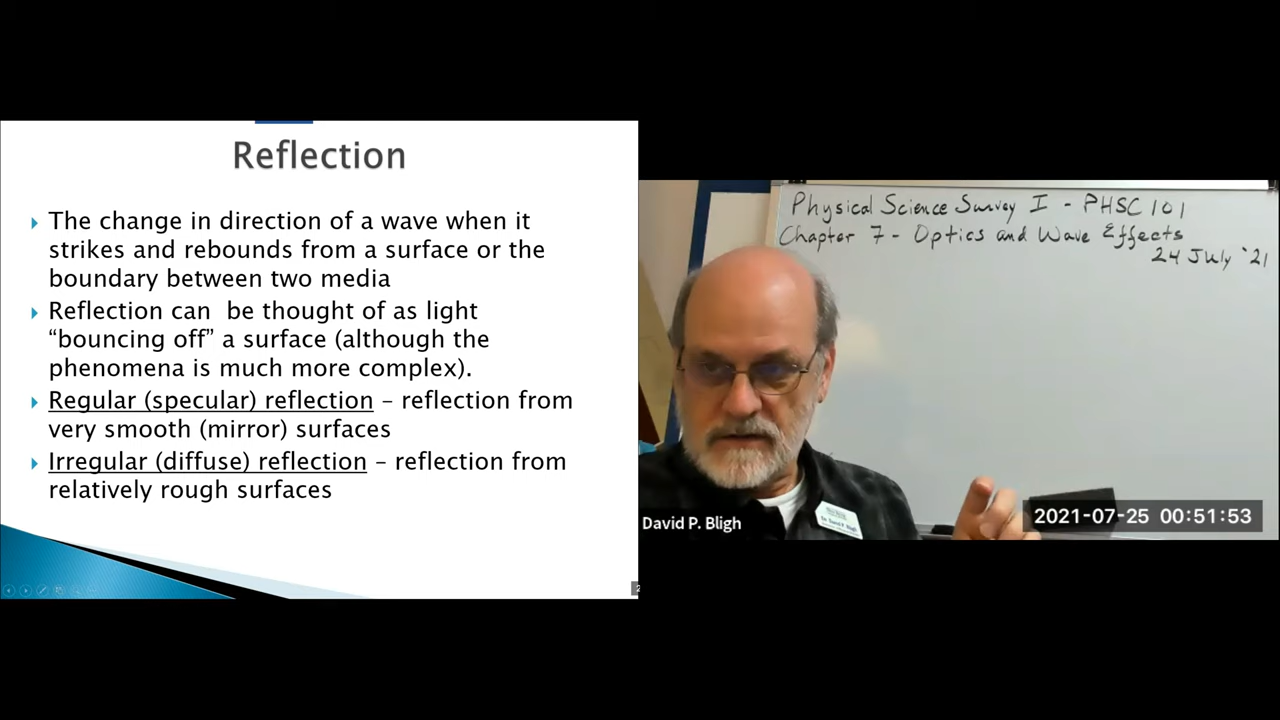 Reflection
The change in direction of a wave when it
strikes and rebounds from a surface or the
boundary between two media
Reflection can be thought of as light
“bouncing off” a surface (although the
phenomena is much more complex).
Regular (specular) reflection – reflection from
very smooth (mirror) surfaces
Irregular (diffuse) reflection – reflection from
relatively rough surfaces
Physical Science Survey I - PHSC 101
Chapter 7 - Optics and Wave Effects
24 July '21
David P. Bligh
2021-07-25 00:51:53